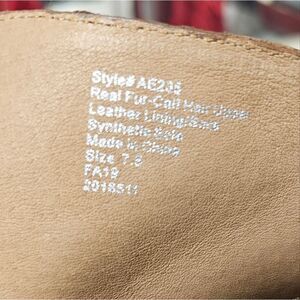 Style# AE235
Real Fur-Calf Hair Upper
Leather Lining/Sock
Synthetic Sole
Made in China
Size 7.5
FA19
2018511